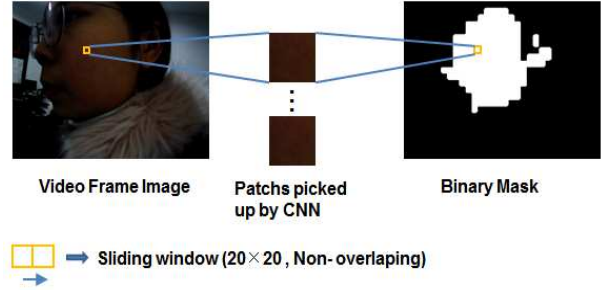 Video Frame Image
Patchs picked
up by CNN
Binary Mask
Sliding window (20×20 , Non- overlaping)